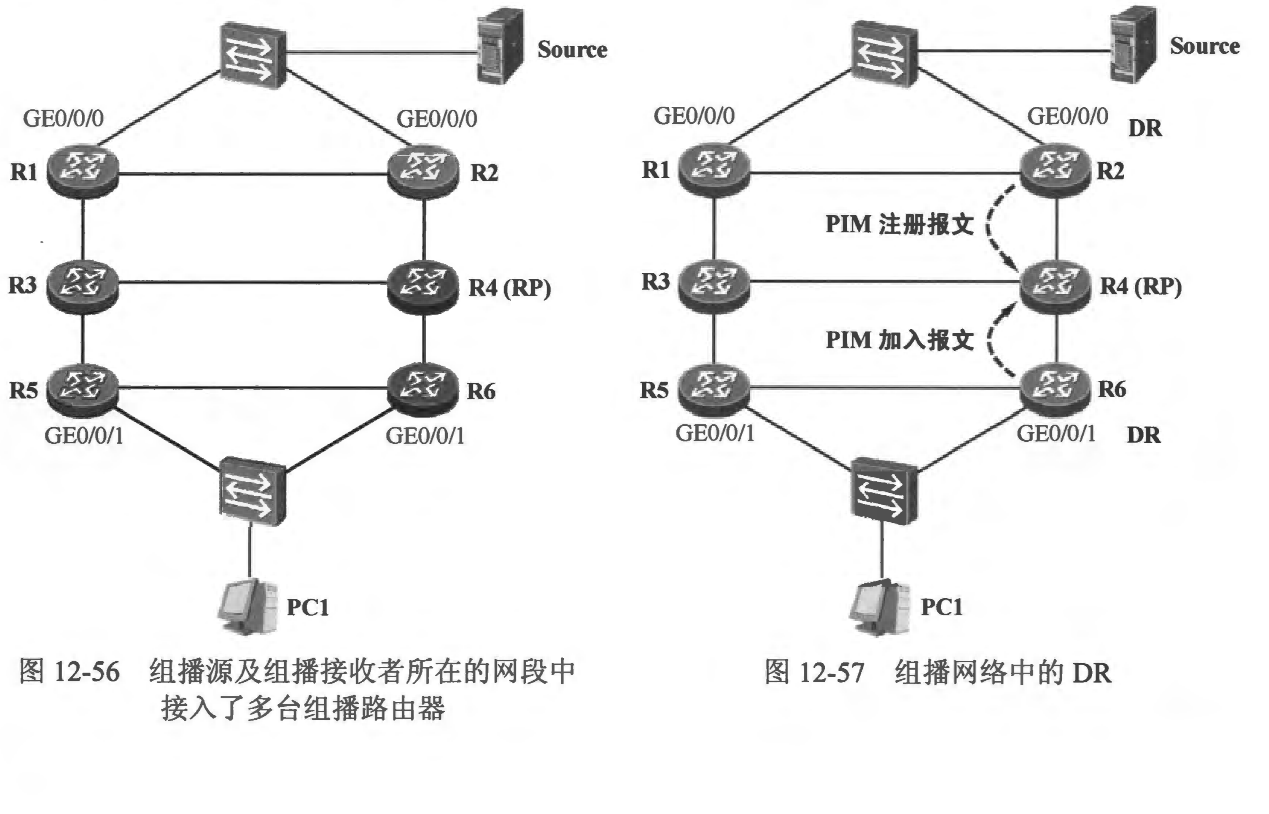 Source
GE0/0/0
GE0/0/0
R1
R2
R3
R4 (RP)
R5
R6
GE0/0/1
GE0/0/1
PC1
图 12-56 组播源及组播接收者所在的网段中
接入了多台组播路由器
Source
GE0/0/0
GE0/0/0
DR
R1
R2
PIM 注册报文
R3
R4 (RP)
PIM 加入报文
R5
R6
GE0/0/1
GE0/0/1
DR
PC1
图 12-57 组播网络中的 DR